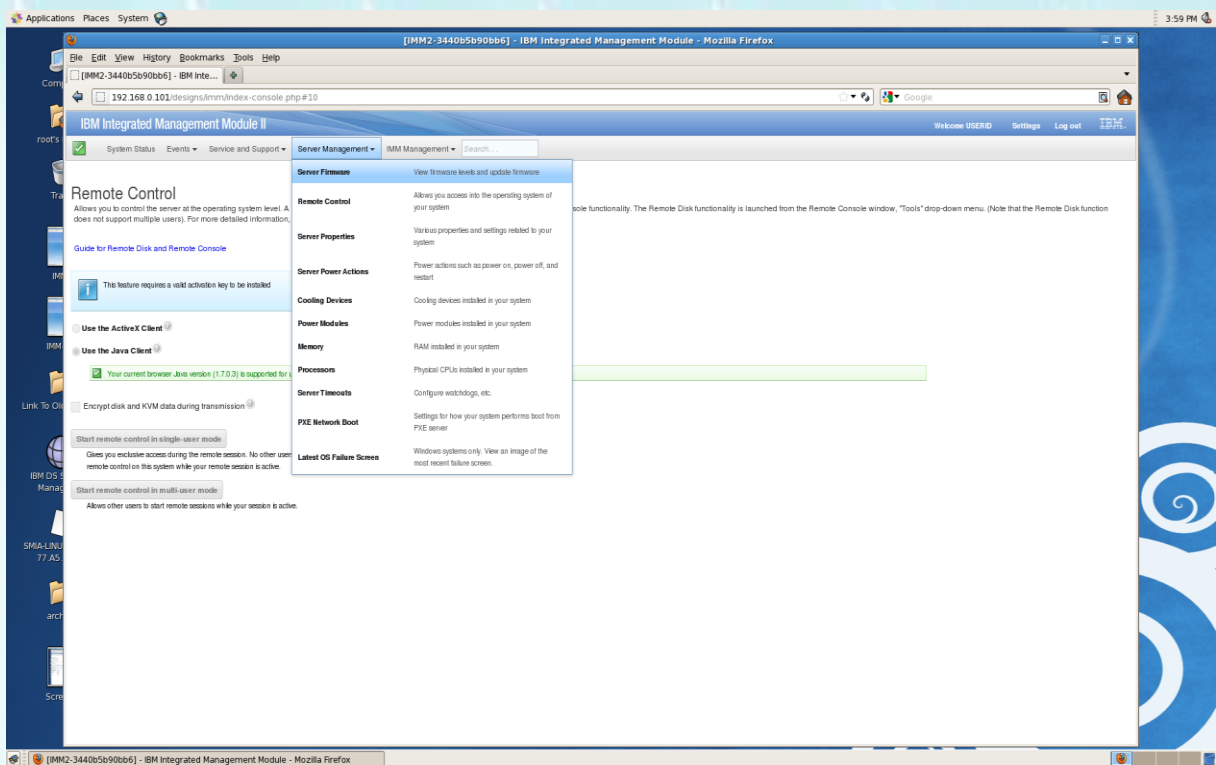 Applications Places System
3:59 PM
[IMM2-3440b5b90bb6] - IBM Integrated Management Module - Mozilla Firefox
File Edit View History Bookmarks Tools Help
[IMM2-3440b5b90bb6] - IBM Inte...
192.168.0.101/designs/imm/index-console.php#10
Google
IBM Integrated Management Module II
Welcome USERID Settings Log out IBM.
System Status Events Service and Support Server Management IMM Management Search...
Server Firmware View firmware levels and update firmware
Remote Control Allows you access into the operating system of
your system
Server Properties Various properties and settings related to your
system
Server Power Actions Power actions such as power on, power off, and
restart
Cooling Devices Cooling devices installed in your system
Power Modules Power modules installed in your system
Memory RAM installed in your system
Processors Physical CPUs installed in your system
Server Timeouts Configure watchdogs, etc.
PXE Network Boot Settings for how your system performs boot from
PXE server
Latest OS Failure Screen Windows systems only. View an image of the
most recent failure screen.
Remote Control
Allows you to control the server at the operating system level. A
sole functionality. The Remote Disk functionality is launched from the Remote Console window, "Tools" drop-down menu. (Note that the Remote Disk function
does not support multiple users). For more detailed information,
Guide for Remote Disk and Remote Console
This feature requires a valid activation key to be installed
Use the ActiveX Client
Use the Java Client
Your current browser Java version (1.7.0.3) is supported for
Encrypt disk and KVM data during transmission
Start remote control in single-user mode
Gives you exclusive access during the remote session. No other user
remote control on this system while your remote session is active.
Start remote control in multi-user mode
Allows other users to start remote sessions while your session is active.
Com
root's
Tra
IM
IMM
Link To Ol
IBM DS S
Manag
SMIA-LINU
77.A5.
arch
Scre
[IMM2-3440b5b90bb6] - IBM Integrated Management Module - Mozilla Firefox